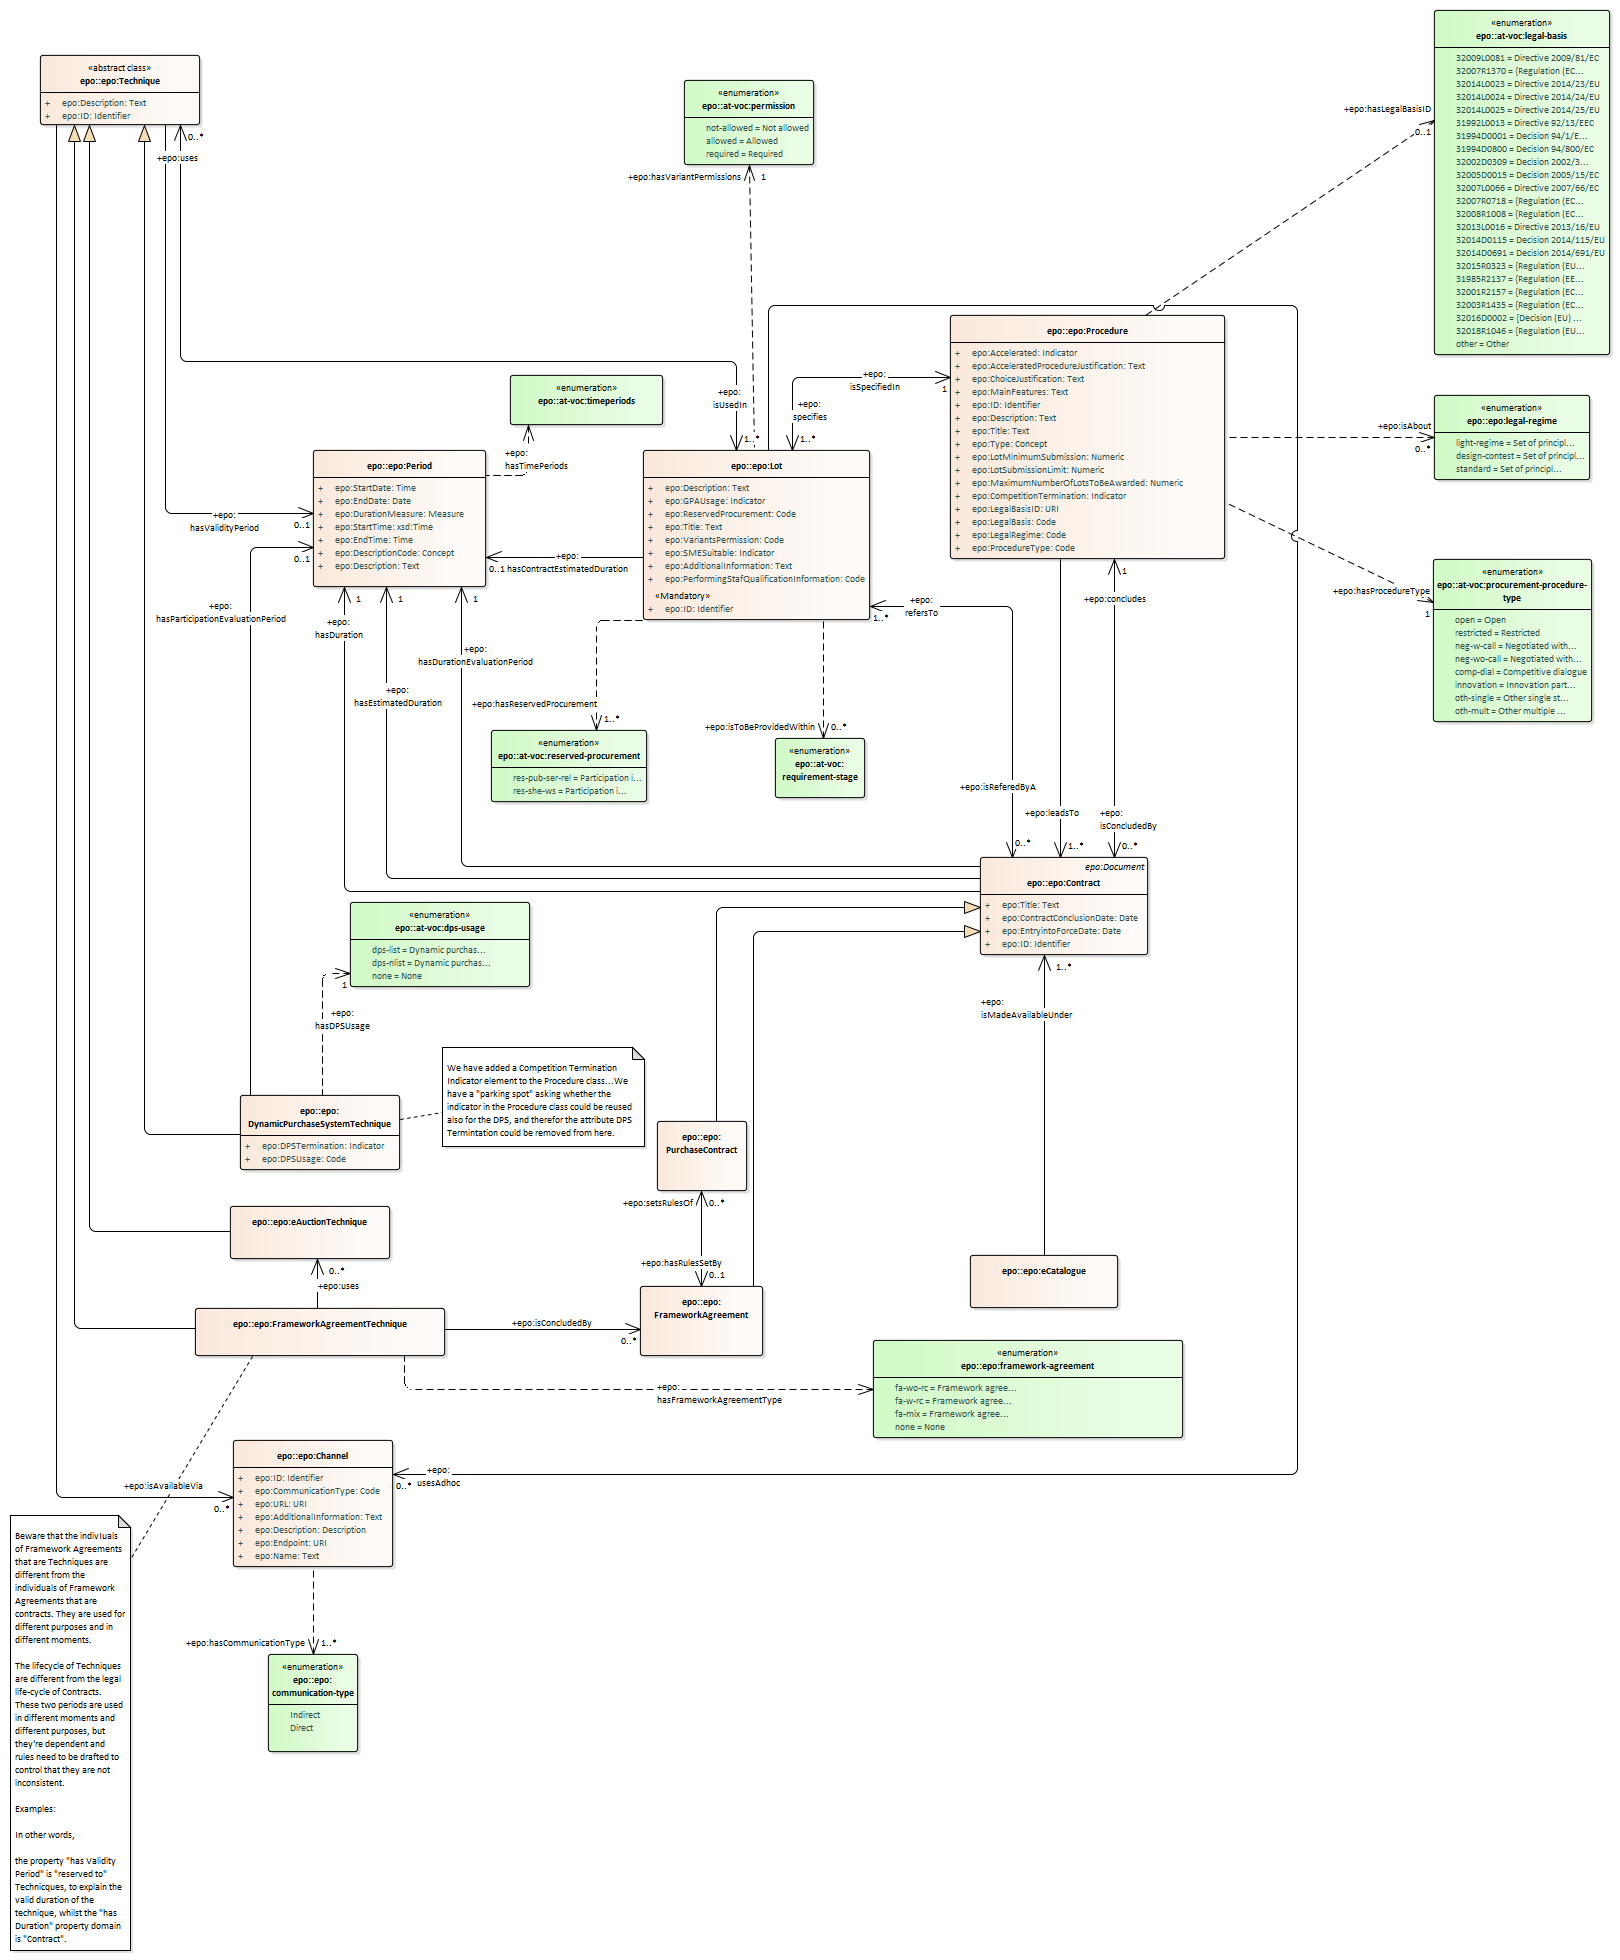 «abstract class»
epo::epo:Technique
+ epo:Description: Text
+ epo:ID: Identifier
0..*
+epo:uses
«enumeration»
epo::at-voc:permission
not-allowed = Not allowed
allowed = Allowed
required = Required
+epo:hasVariantPermissions
1
«enumeration»
epo::at-voc:legal-basis
32009L0081 = Directive 2009/81/EC
32007R1370 = {Regulation (EC...
32014L0023 = Directive 2014/23/EU
32014L0024 = Directive 2014/24/EU
32014L0025 = Directive 2014/25/EU
31992L0013 = Directive 92/13/EEC
31994D0001 = Decision 94/1/E...
31994D0800 = Decision 94/800/EC
32002D0309 = Decision 2002/3...
32005D0015 = Decision 2005/15/EC
32007L0066 = Directive 2007/66/EC
32007R0718 = {Regulation (EC...
32008R1008 = {Regulation (EC...
32013L0016 = Directive 2013/16/EU
32014D0115 = Decision 2014/115/EU
32014D0691 = Decision 2014/691/EU
32015R0323 = {Regulation (EU...
31985R2137 = {Regulation (EE...
32001R2157 = {Regulation (EC...
32003R1435 = {Regulation (EC...
32016D0002 = {Decision (EU) ...
32018R1046 = {Regulation (EU...
other = Other
+epo:hasLegalBasisID
0..1
epo::epo:Procedure
+ epo:Accelerated: Indicator
+ epo:AcceleratedProcedureJustification: Text
+ epo:ChoiceJustification: Text
+ epo:MainFeatures: Text
+ epo:ID: Identifier
+ epo:Description: Text
+ epo:Title: Text
+ epo:Type: Concept
+ epo:LotMinimumSubmission: Numeric
+ epo:LotSubmissionLimit: Numeric
+ epo:MaximumNumberOfLotsToBeAwarded: Numeric
+ epo:CompetitionTermination: Indicator
+ epo:LegalBasisID: URI
+ epo:LegalBasis: Code
+ epo:LegalRegime: Code
+ epo:ProcedureType: Code
+epo:
isSpecifiedIn
1
+epo:
specifies
1..*
+epo:
isUsedIn
1..*
«enumeration»
epo::at-voc:timeperiods
+epo:
hasTimePeriods
«enumeration»
epo::epo:legal-regime
light-regime = Set of principl...
design-contest = Set of principl...
standard = Set of principl...
+epo:isAbout
0..*
epo::epo:Period
+ epo:StartDate: Time
+ epo:EndDate: Date
+ epo:DurationMeasure: Measure
+ epo:StartTime: xsd:Time
+ epo:EndTime: Time
+ epo:DescriptionCode: Concept
+ epo:Description: Text
epo::epo:Lot
+ epo:Description: Text
+ epo:GPAUsage: Indicator
+ epo:ReservedProcurement: Code
+ epo:Title: Text
+ epo:VariantsPermission: Code
+ epo:SMESuitable: Indicator
+ epo:AdditionalInformation: Text
+ epo:PerformingStafQualificationInformation: Code
«Mandatory»
+ epo:ID: Identifier
+epo:
hasValidityPeriod
0..1
0..1
+epo:
hasContractEstimatedDuration
0..1
+epo:
hasParticipationEvaluationPeriod
1
+epo:
hasDuration
1
+epo:
hasEstimatedDuration
1
+epo:
hasDurationEvaluationPeriod
«enumeration»
epo::at-voc:procurement-procedure-
type
open = Open
restricted = Restricted
neg-w-call = Negotiated with...
neg-wo-call = Negotiated with...
comp-dial = Competitive dialogue
innovation = Innovation part...
oth-single = Other single st...
oth-mult = Other multiple ...
+epo:hasProcedureType
1
+epo:
refersTo
1..*
1
+epo:concludes
+epo:hasReservedProcurement
1..*
+epo:isToBeProvidedWithin
0..*
«enumeration»
epo::at-voc:reserved-procurement
res-pub-ser-rel = Participation i...
res-she-ws = Participation i...
«enumeration»
epo::at-voc:
requirement-stage
+epo:isReferedByA
0..*
+epo:leadsTo
1..*
+epo:
isConcludedBy
0..*
epo:Document
epo::epo:Contract
+ epo:Title: Text
+ epo:ContractConclusionDate: Date
+ epo:EntryintoForceDate: Date
+ epo:ID: Identifier
1..*
+epo:
isMadeAvailableUnder
«enumeration»
epo::at-voc:dps-usage
dps-list = Dynamic purchas...
dps-nlist = Dynamic purchas...
none = None
1
+epo:
hasDPSUsage
We have added a Competition Termination
Indicator element to the Procedure class...We
have a "parking spot" asking whether the
indicator in the Procedure class could be reused
also for the DPS, and therefor the attribute DPS
Termintation could be removed from here.
epo::epo:
DynamicPurchaseSystemTechnique
+ epo:DPSTermination: Indicator
+ epo:DPSUsage: Code
epo::epo:
PurchaseContract
+epo:setsRulesOf
0..*
+epo:hasRulesSetBy
0..1
epo::epo:eAuctionTechnique
0..*
+epo:uses
epo::epo:FrameworkAgreementTechnique
+epo:isConcludedBy
0..*
epo::epo:
FrameworkAgreement
epo::epo:eCatalogue
«enumeration»
epo::epo:framework-agreement
fa-wo-rc = Framework agree...
fa-w-rc = Framework agree...
fa-mix = Framework agree...
none = None
+epo:
hasFrameworkAgreementType
epo::epo:Channel
+ epo:ID: Identifier
+ epo:CommunicationType: Code
+ epo:URL: URI
+ epo:AdditionalInformation: Text
+ epo:Description: Description
+ epo:Endpoint: URI
+ epo:Name: Text
+epo:
usesAdhoc
0..*
+epo:isAvailableVia
0..*
+epo:hasCommunicationType
1..*
«enumeration»
epo::epo:
communication-type
Indirect
Direct
Beware that the indivIuals
of Framework Agreements
that are Techniques are
different from the
individuals of Framework
Agreements that are
contracts. They are used for
different purposes and in
different moments.
The lifecycle of Techniques
are different from the legal
life-cycle of Contracts.
These two periods are used
in different moments and
different purposes, but
they're dependent and
rules need to be drafted to
control that they are not
inconsistent.
Examples:
In other words,
the property "has Validity
Period" is "reserved to"
Technicques, to explain the
valid duration of the
technique, whilst the "has
Duration" property domain
is "Contract".